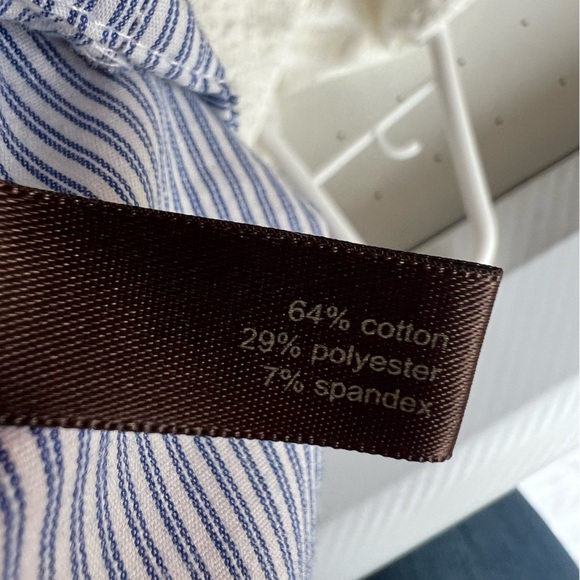 64% cotton
29% polyester
7% spandex